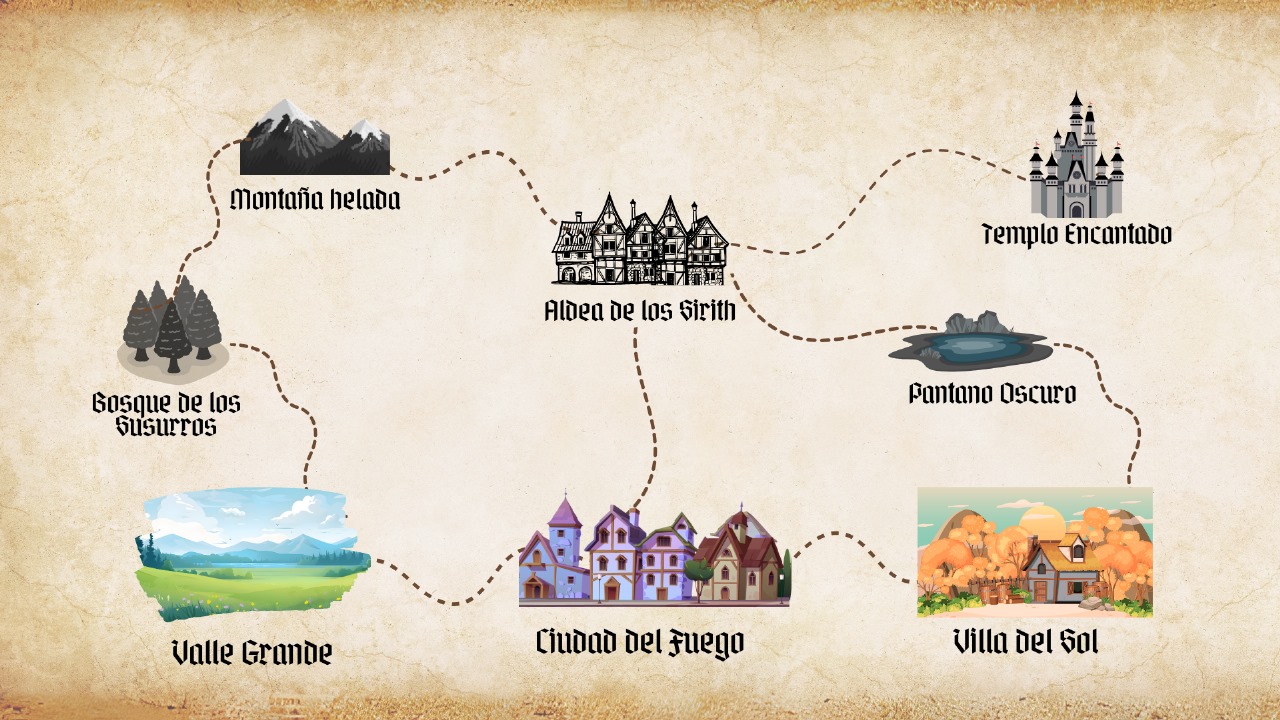 Montaña helada
Templo Encantado
Aldea de los Sirith
Pantano Oscuro
Bosque de los
Susurros
Valle Grande
Ciudad del Fuego
Villa del Sol